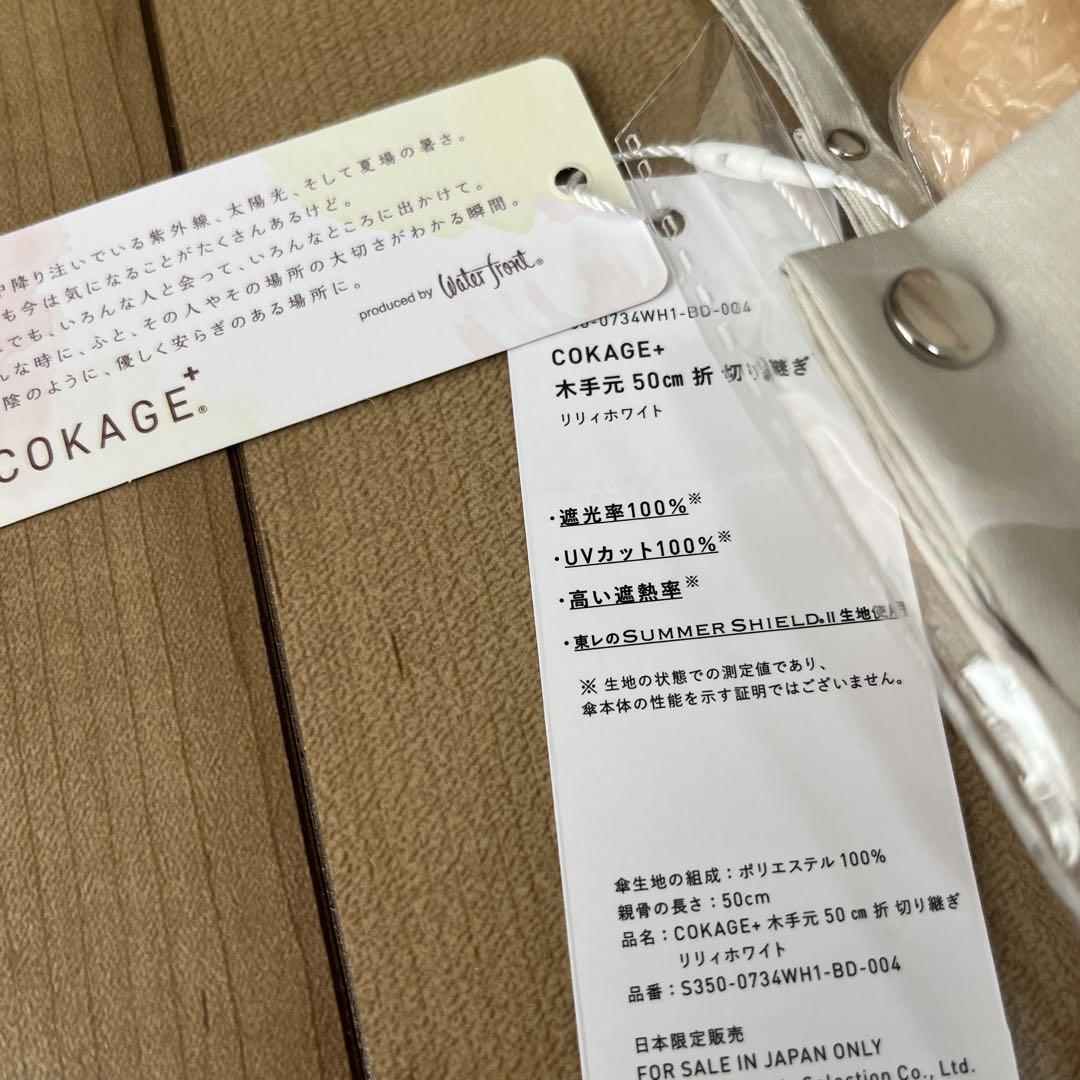 降り注いでいる紫外線、太陽光、そして夏場の暑さ。
も今は気になることがたくさんあるけど。
でも、いろんな人と会って、いろんなところに出かけて。
な時に、ふと、その人やその場所の大切さがわかる瞬間。
陰のように、優しく安らぎのある場所に。
produced by Waterfront®
COKAGE+®
0734WH1-BD-004
COKAGE+
木手元 50㎝ 折 切り継ぎ
リリィホワイト
・遮光率100%※
・UVカット100%※
・高い遮熱率※
・東レのSUMMER SHIELD®II生地使用
※ 生地の状態での測定値であり、
傘本体の性能を示す証明ではございません。
傘生地の組成：ポリエステル 100%
親骨の長さ：50cm
品名：COKAGE+ 木手元 50 ㎝ 折 切り継ぎ
リリィホワイト
品番：S350-0734WH1-BD-004
日本限定販売
FOR SALE IN JAPAN ONLY
Selection Co., Ltd.